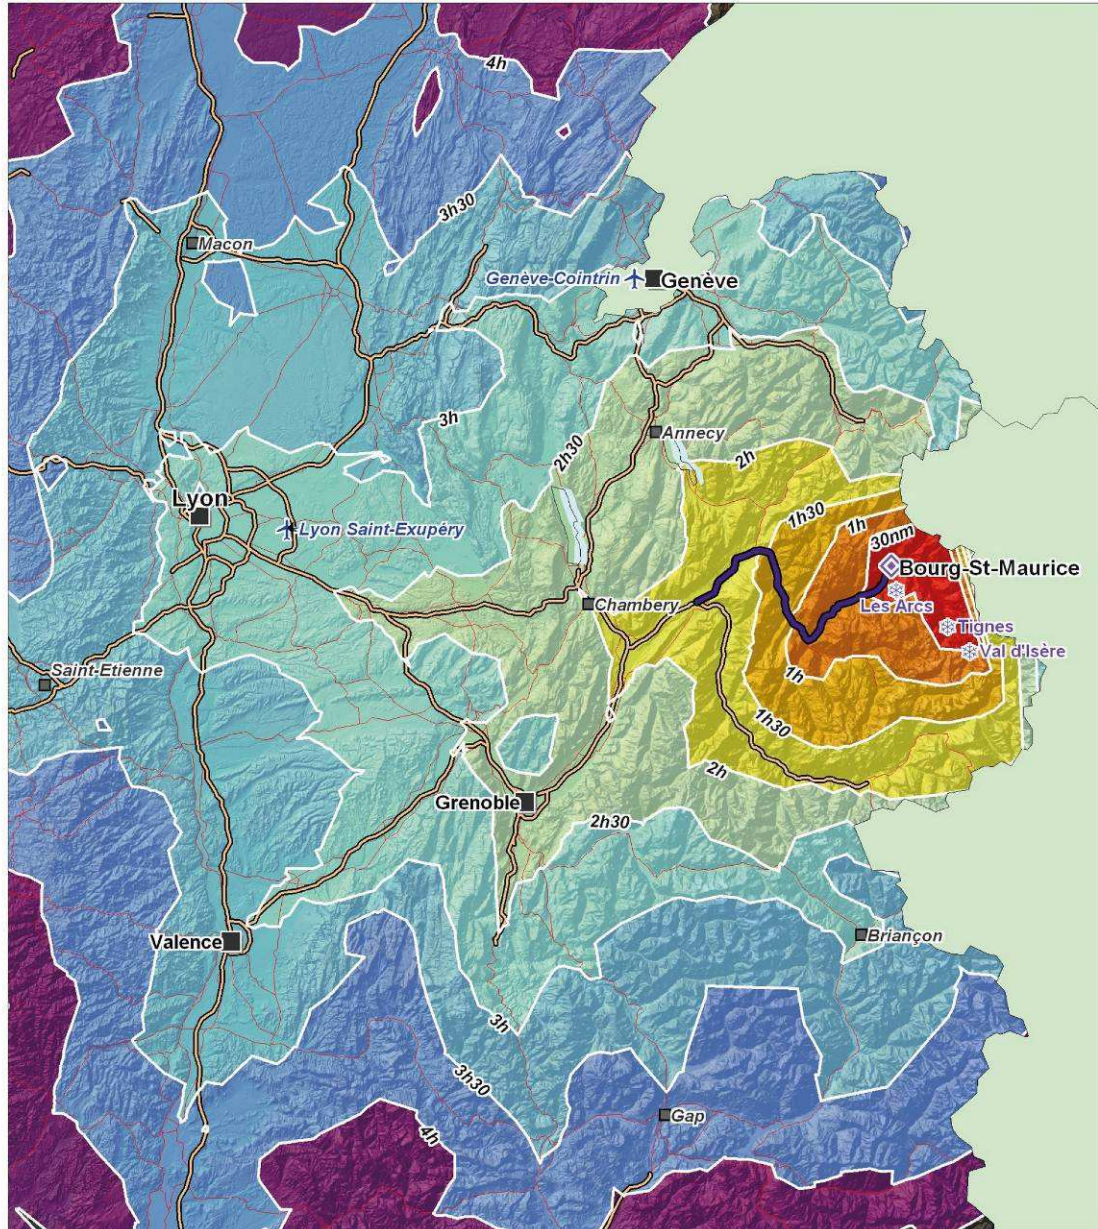 4h
3h30
Macon
Genève-Cointrin
Genève
3h
2h30
Annecy
2h
1h30
1h
30nm
Lyon
Lyon Saint-Exupéry
Bourg-St-Maurice
Les Arcs
Chambery
Tignes
Val d'Isère
Saint-Etienne
1h
1h30
2h
Grenoble
2h30
Valence
Briançon
3h
3h30
Gap
4h